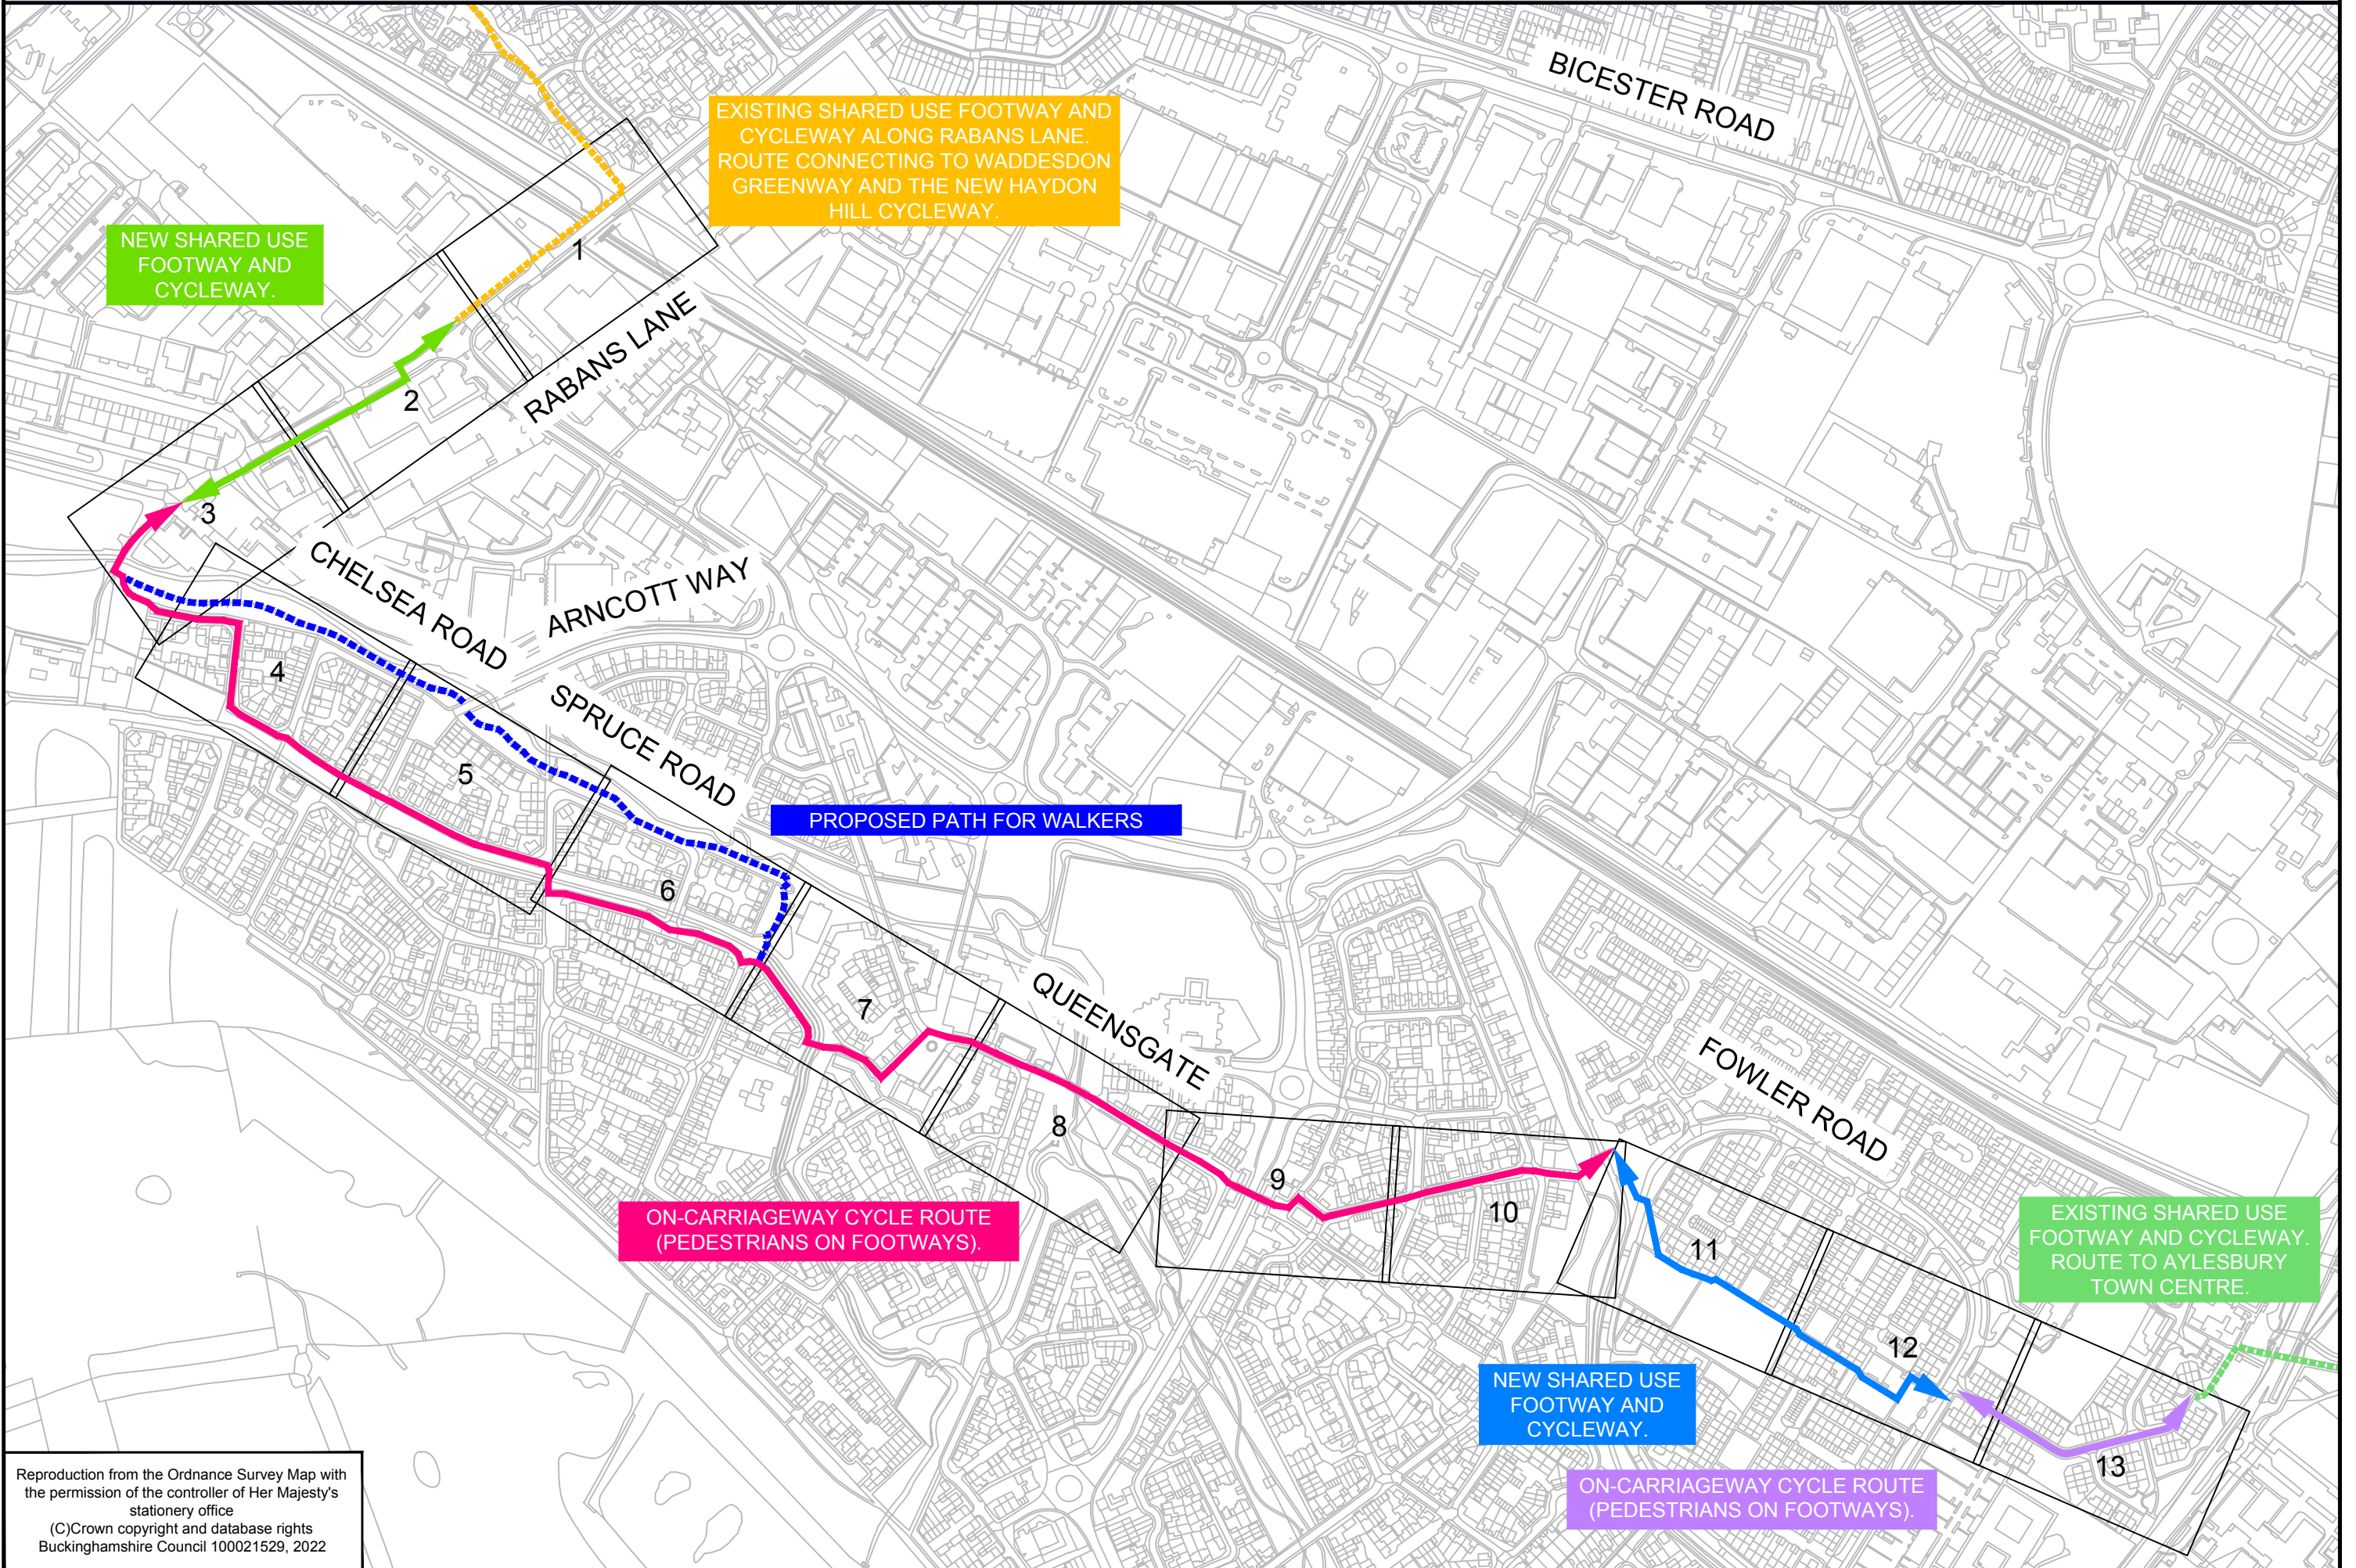 BICESTER ROAD
EXISTING SHARED USE FOOTWAY AND
CYCLEWAY ALONG RABANS LANE.
ROUTE CONNECTING TO WADDESDON
GREENWAY AND THE NEW HAYDON
HILL CYCLEWAY.
NEW SHARED USE
FOOTWAY AND
CYCLEWAY.
1
RABANS LANE
2
3
CHELSEA ROAD
ARNCOTT WAY
4
SPRUCE ROAD
5
PROPOSED PATH FOR WALKERS
6
7
QUEENSGATE
8
FOWLER ROAD
9
10
ON-CARRIAGEWAY CYCLE ROUTE
(PEDESTRIANS ON FOOTWAYS).
11
EXISTING SHARED USE
FOOTWAY AND CYCLEWAY.
ROUTE TO AYLESBURY
TOWN CENTRE.
12
NEW SHARED USE
FOOTWAY AND
CYCLEWAY.
13
ON-CARRIAGEWAY CYCLE ROUTE
(PEDESTRIANS ON FOOTWAYS).
Reproduction from the Ordnance Survey Map with
the permission of the controller of Her Majesty's
stationery office
(C)Crown copyright and database rights
Buckinghamshire Council 100021529, 2022